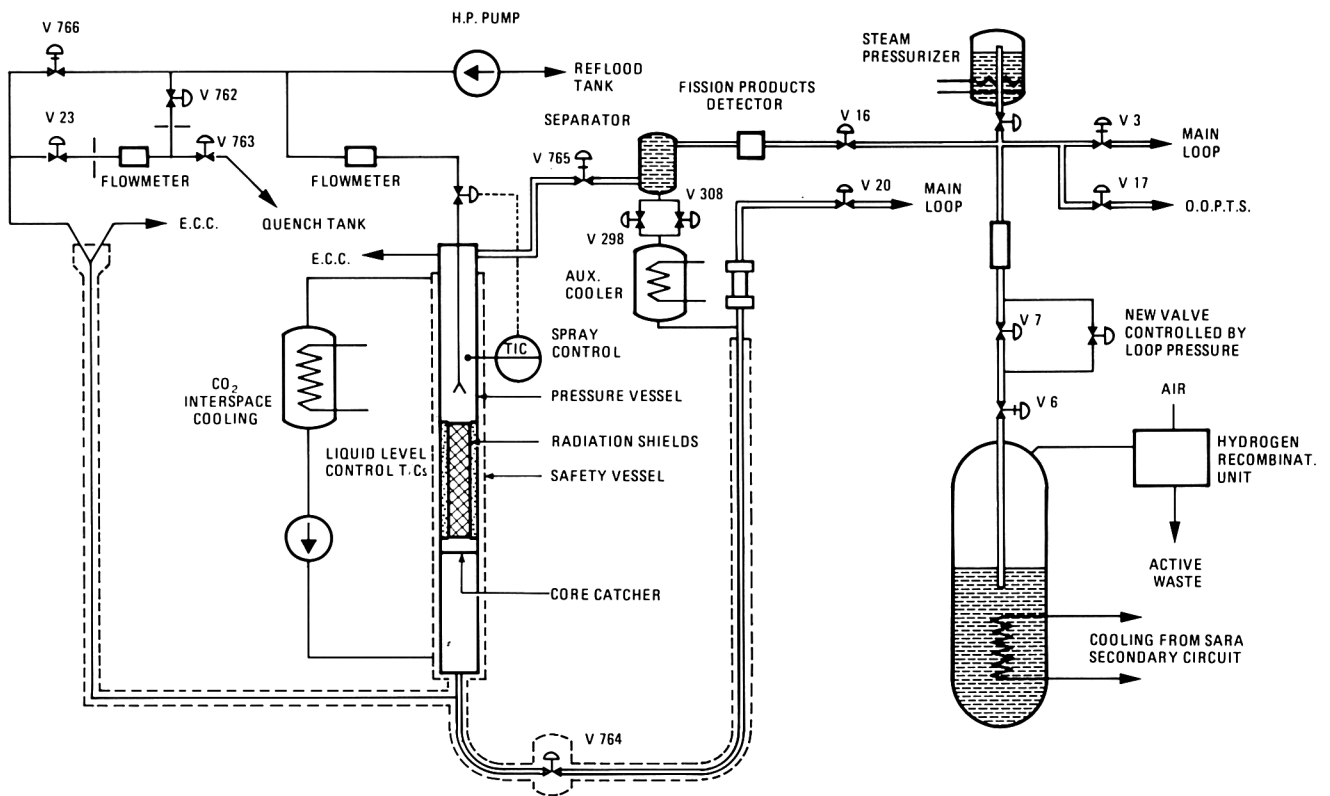 H.P. PUMP
V 766
REFLOOD
TANK
V 762
V 23
V 763
FLOWMETER
FLOWMETER
QUENCH TANK
E.C.C.
E.C.C.
STEAM
PRESSURIZER
FISSION PRODUCTS
DETECTOR
SEPARATOR
V 16
V 3
MAIN
LOOP
V 765
V 308
V 20
MAIN
LOOP
V 17
O.O.P.T.S.
V 298
AUX.
COOLER
TIC
SPRAY
CONTROL
V 7
NEW VALVE
CONTROLLED BY
LOOP PRESSURE
CO2
INTERSPACE
COOLING
PRESSURE VESSEL
V 6
AIR
LIQUID LEVEL
CONTROL T/Cs
RADIATION SHIELDS
SAFETY VESSEL
HYDROGEN
RECOMBINAT.
UNIT
ACTIVE
WASTE
CORE CATCHER
COOLING FROM SARA
SECONDARY CIRCUIT
V 764